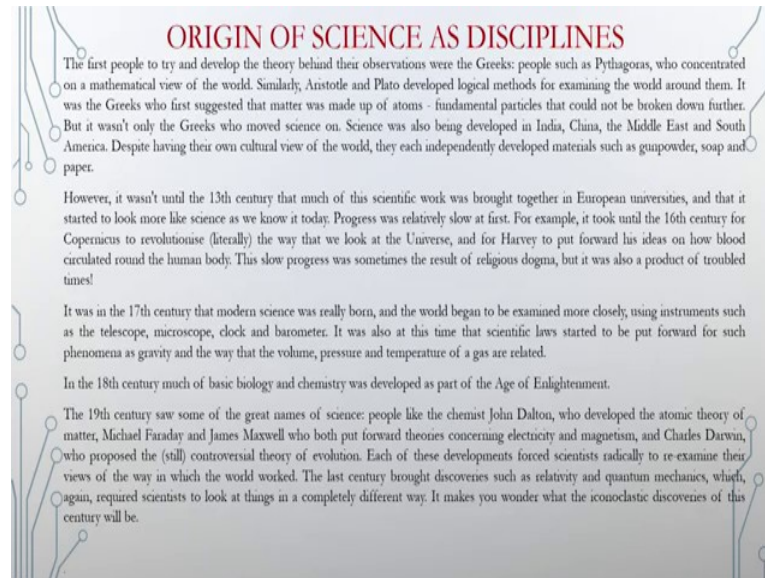 ORIGIN OF SCIENCE AS DISCIPLINES
The first people to try and develop the theory behind their observations were the Greeks: people such as Pythagoras, who concentrated
on a mathematical view of the world. Similarly, Aristotle and Plato developed logical methods for examining the world around them. It
was the Greeks who first suggested that matter was made up of atoms - fundamental particles that could not be broken down further.
But it wasn't only the Greeks who moved science on. Science was also being developed in India, China, the Middle East and South
America. Despite having their own cultural view of the world, they each independently developed materials such as gunpowder, soap and
paper.
However, it wasn't until the 13th century that much of this scientific work was brought together in European universities, and that it
started to look more like science as we know it today. Progress was relatively slow at first. For example, it took until the 16th century for
Copernicus to revolutionise (literally) the way that we look at the Universe, and for Harvey to put forward his ideas on how blood
circulated round the human body. This slow progress was sometimes the result of religious dogma, but it was also a product of troubled
times!
It was in the 17th century that modern science was really born, and the world began to be examined more closely, using instruments such
as the telescope, microscope, clock and barometer. It was also at this time that scientific laws started to be put forward for such
phenomena as gravity and the way that the volume, pressure and temperature of a gas are related.
In the 18th century much of basic biology and chemistry was developed as part of the Age of Enlightenment.
The 19th century saw some of the great names of science: people like the chemist John Dalton, who developed the atomic theory of
matter, Michael Faraday and James Maxwell who both put forward theories concerning electricity and magnetism, and Charles Darwin,
who proposed the (still) controversial theory of evolution. Each of these developments forced scientists radically to re-examine their
views of the way in which the world worked. The last century brought discoveries such as relativity and quantum mechanics, which,
again, required scientists to look at things in a completely different way. It makes you wonder what the iconoclastic discoveries of this
century will be.